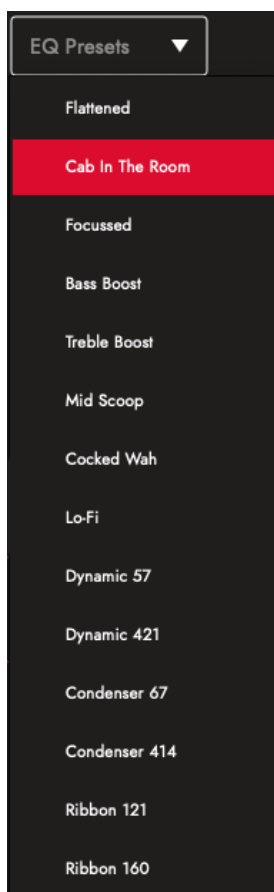 EQ Presets
Flattened
Cab In The Room
Focussed
Bass Boost
Treble Boost
Mid Scoop
Cocked Wah
Lo-Fi
Dynamic 57
Dynamic 421
Condenser 67
Condenser 414
Ribbon 121
Ribbon 160